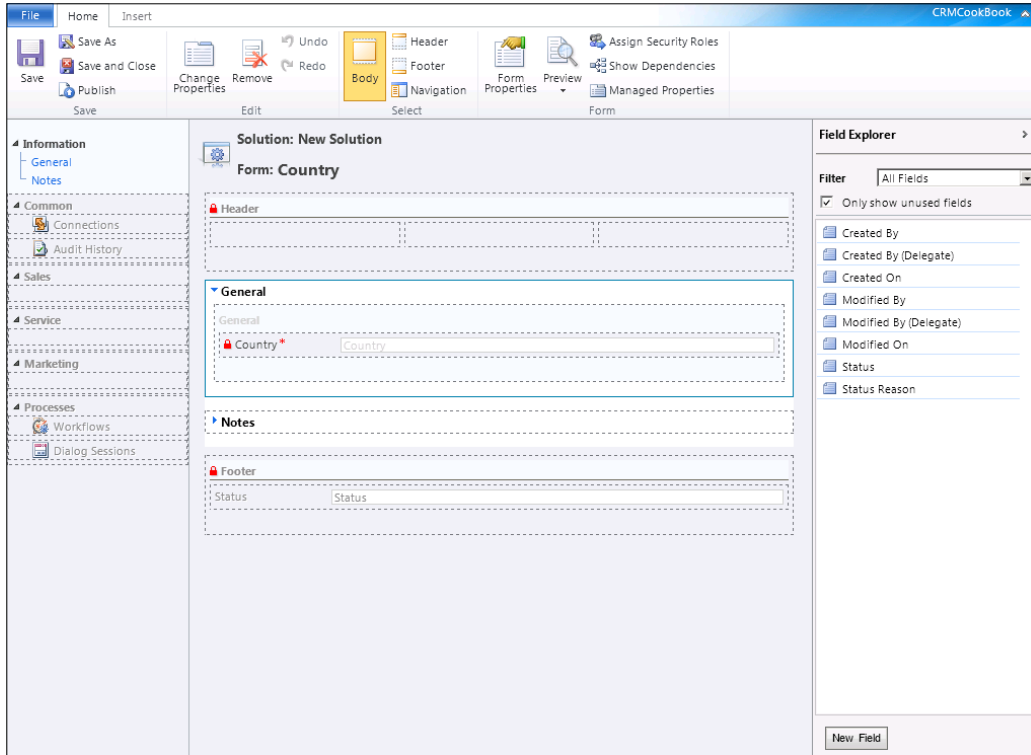 File Home Insert CRMCookBook
Save
Save As
Save and Close
Publish
Save
Change Properties
Remove
Undo
Redo
Edit
Body
Header
Footer
Navigation
Select
Form Properties
Preview
Assign Security Roles
Show Dependencies
Managed Properties
Form
Information
General
Notes
Common
Connections
Audit History
Sales
Service
Marketing
Processes
Workflows
Dialog Sessions
Solution: New Solution
Form: Country
Header
General
General
Country* Country
Notes
Footer
Status Status
Field Explorer
Filter All Fields
Only show unused fields
Created By
Created By (Delegate)
Created On
Modified By
Modified By (Delegate)
Modified On
Status
Status Reason
New Field